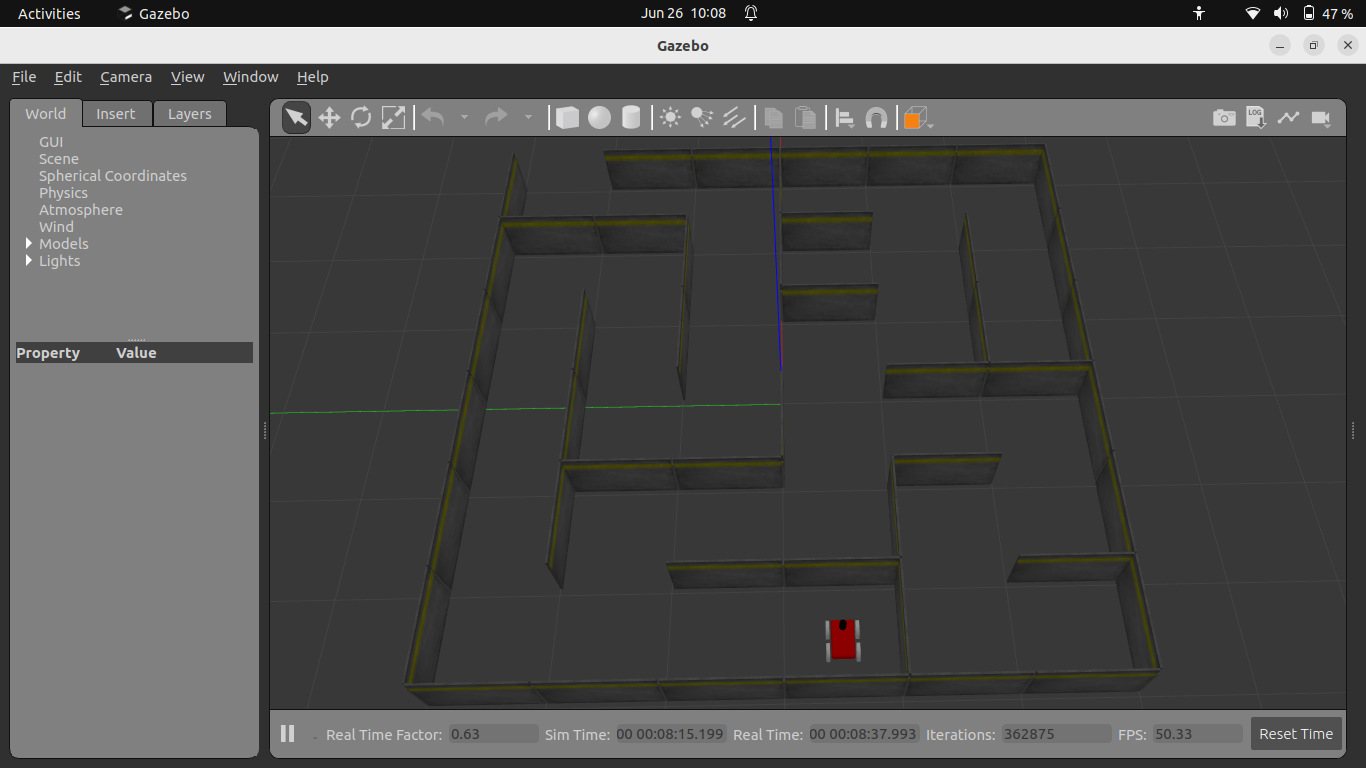 Activities Gazebo Jun 26 10:08 47 %
Gazebo
File Edit Camera View Window Help
World Insert Layers
LOG
GUI
Scene
Spherical Coordinates
Physics
Atmosphere
Wind
Models
Lights
Property Value
Real Time Factor: 0.63 Sim Time: 00 00:08:15.199 Real Time: 00 00:08:37.993 Iterations: 362875 FPS: 50.33 Reset Time